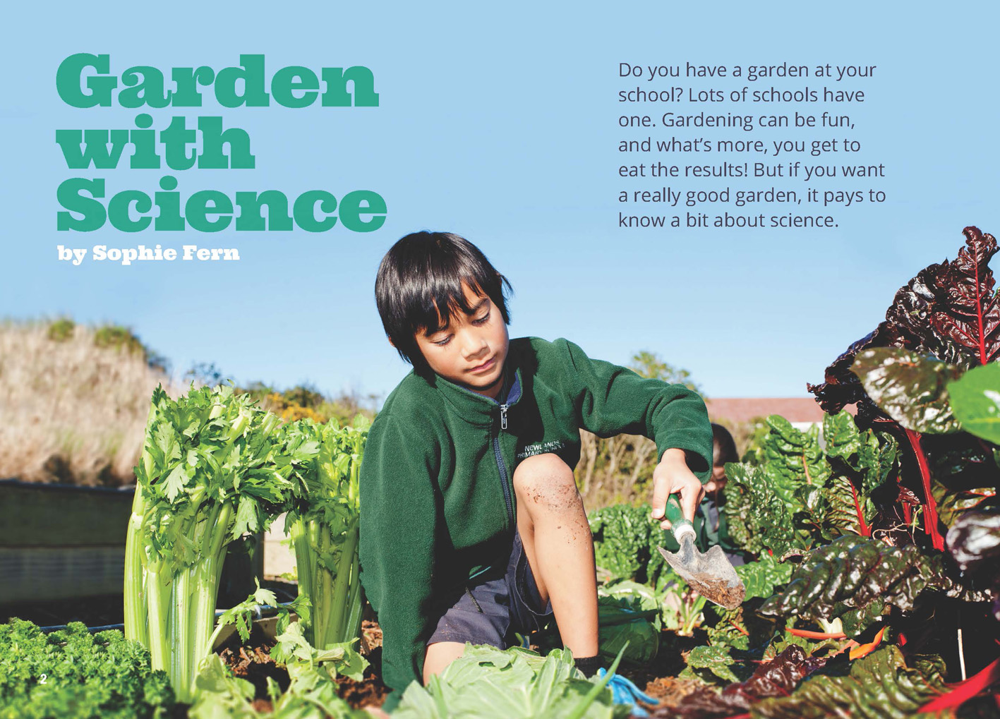 Garden
with
Science
by Sophie Fern
Do you have a garden at your
school? Lots of schools have
one. Gardening can be fun,
and what’s more, you get to
eat the results! But if you want
a really good garden, it pays to
know a bit about science.
NEWLANDS
PRIMARY SCHOOL
2